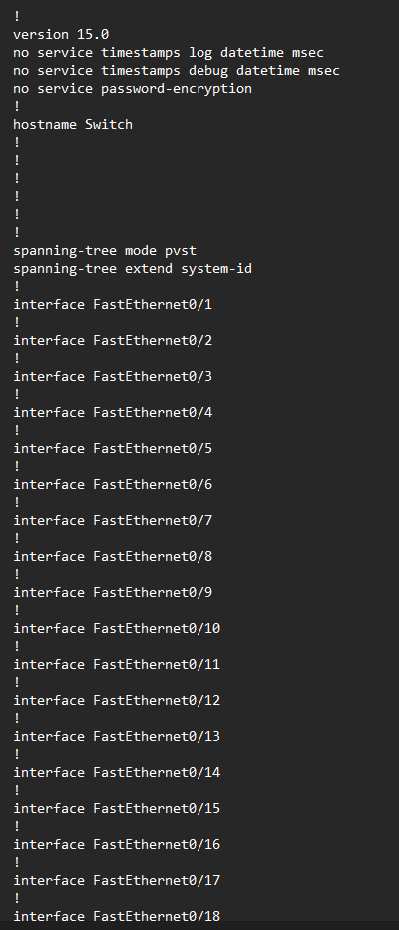 !
version 15.0
no service timestamps log datetime msec
no service timestamps debug datetime msec
no service password-encryption
!
hostname Switch
!
!
!
!
!
!
spanning-tree mode pvst
spanning-tree extend system-id
!
interface FastEthernet0/1
!
interface FastEthernet0/2
!
interface FastEthernet0/3
!
interface FastEthernet0/4
!
interface FastEthernet0/5
!
interface FastEthernet0/6
!
interface FastEthernet0/7
!
interface FastEthernet0/8
!
interface FastEthernet0/9
!
interface FastEthernet0/10
!
interface FastEthernet0/11
!
interface FastEthernet0/12
!
interface FastEthernet0/13
!
interface FastEthernet0/14
!
interface FastEthernet0/15
!
interface FastEthernet0/16
!
interface FastEthernet0/17
!
interface FastEthernet0/18